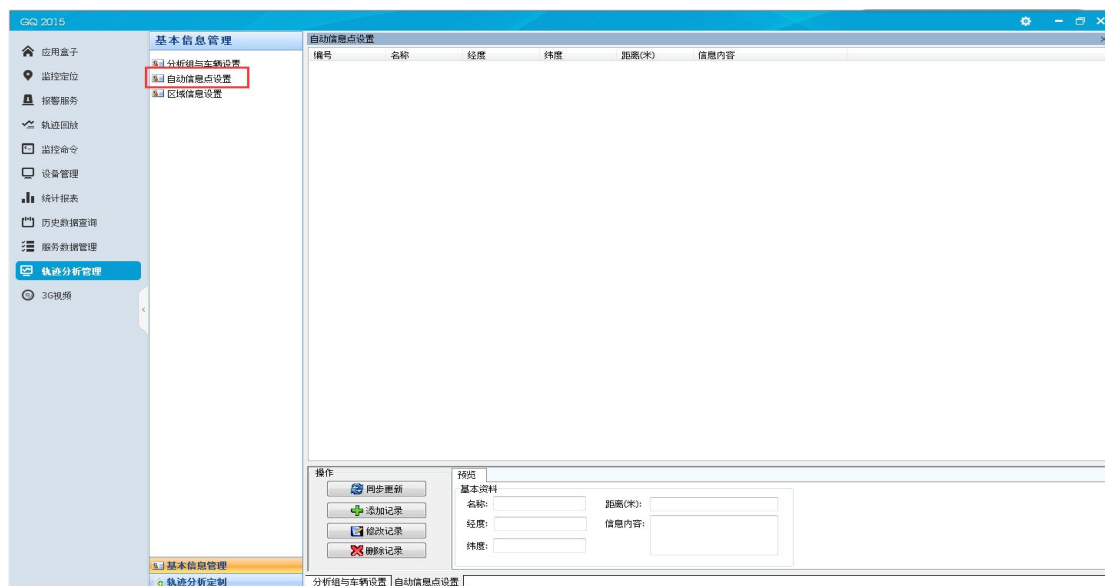 GQ 2015
应用盒子
监控定位
报警服务
轨迹回放
监控命令
设备管理
统计报表
历史数据查询
服务数据管理
轨迹分析管理
3G视频
基本信息管理
分析组与车辆设置
自动信息点设置
区域信息设置
基本信息管理
轨迹分析定制
自动信息点设置
编号 名称 经度 纬度 距离(米) 信息内容
操作
同步更新
添加记录
修改记录
删除记录
预览
基本资料
名称: 距离(米):
经度: 信息内容:
纬度:
分析组与车辆设置 自动信息点设置